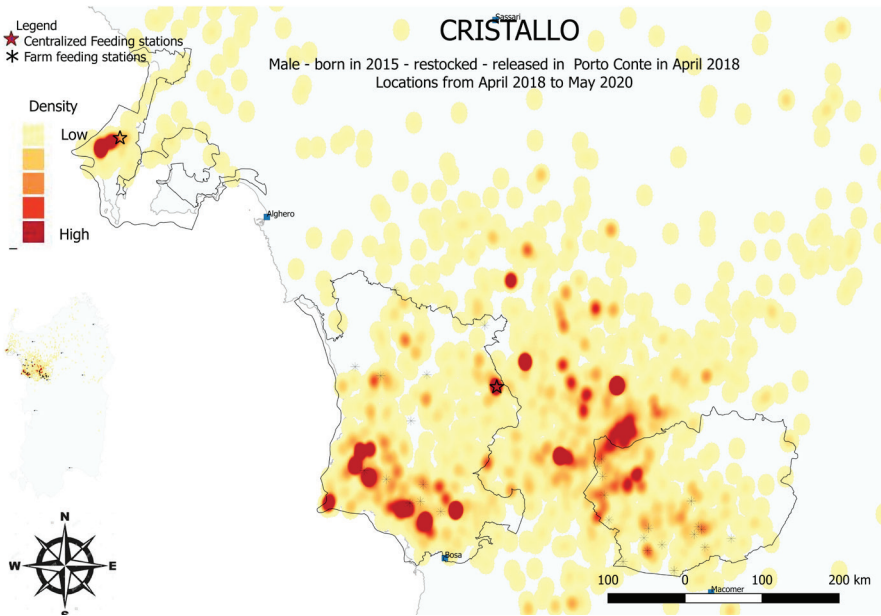 Sassari
CRISTALLO
Legend
Centralized Feeding stations
Farm feeding stations
Male - born in 2015 - restocked - released in Porto Conte in April 2018
Locations from April 2018 to May 2020
Density
Low
High
Alghero
N
W E
S
Bosa
100 0 100 200 km
Macomer